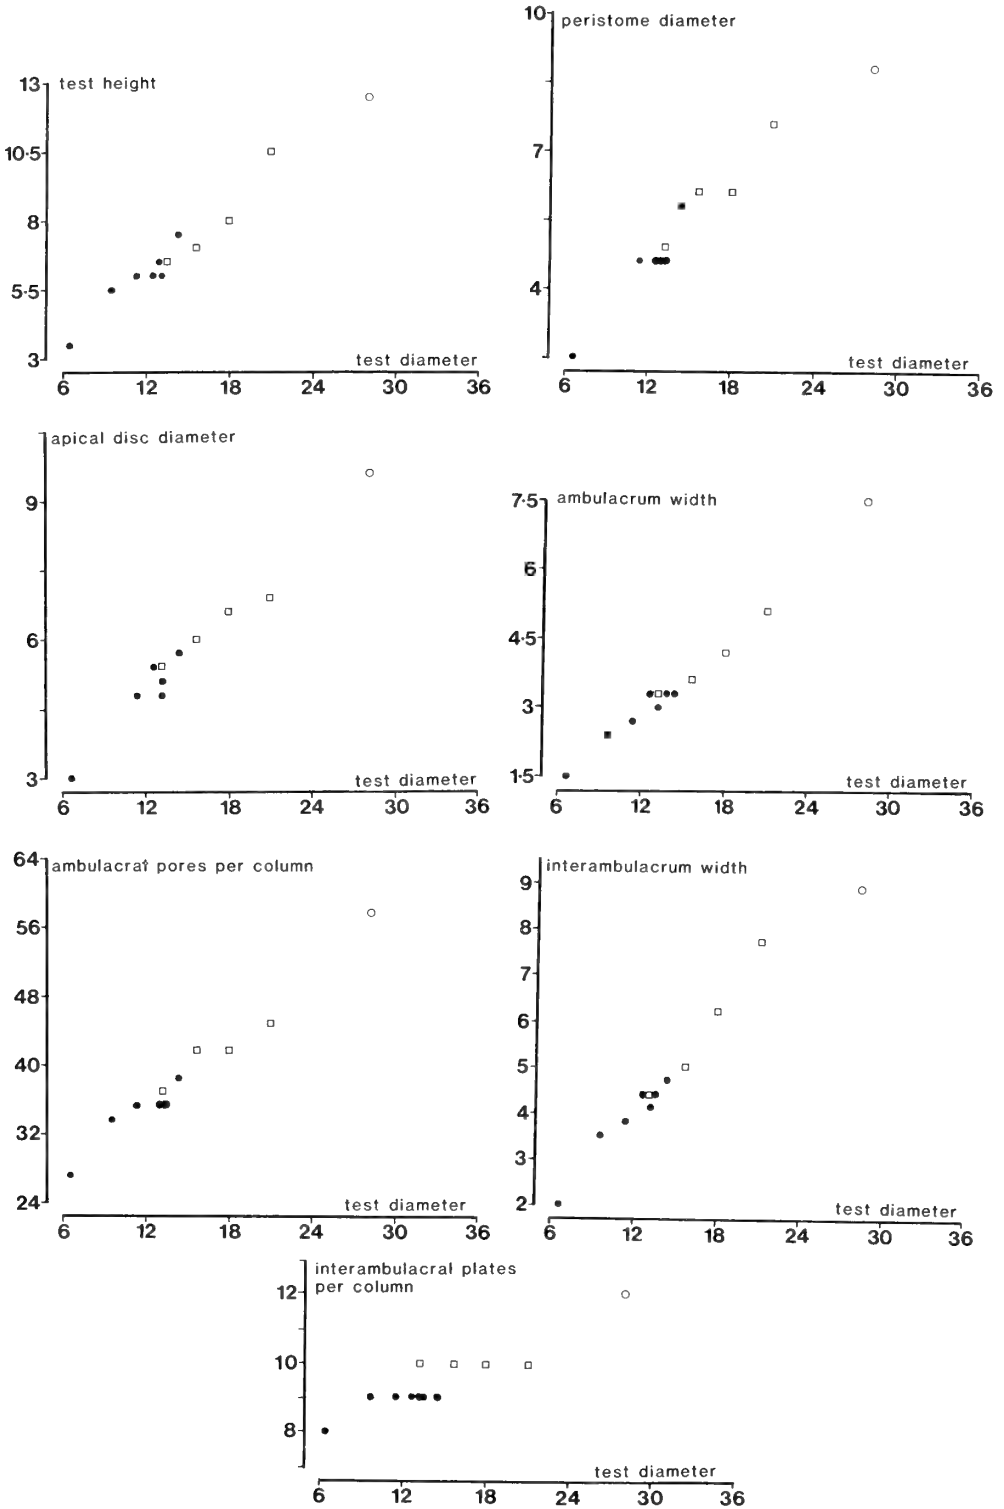 test height
13
10·5
8
5·5
3
test diameter
6 12 18 24 30 36
peristome diameter
10
7
4
test diameter
6 12 18 24 30 36
apical disc diameter
9
6
3
test diameter
6 12 18 24 30 36
ambulacrum width
7·5
6
4·5
3
1·5
test diameter
6 12 18 24 30 36
ambulacral pores per column
64
56
48
40
32
24
test diameter
6 12 18 24 30 36
interambulacrum width
9
8
7
6
5
4
3
2
test diameter
6 12 18 24 30 36
interambulacral plates
per column
12
10
8
test diameter
6 12 18 24 30 36